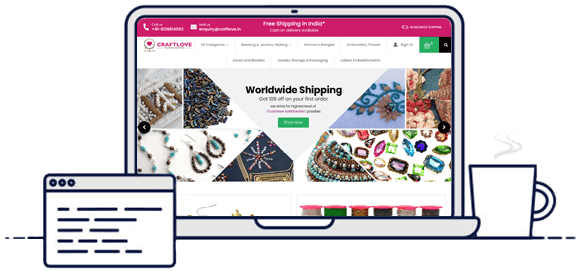 Call us
+91-8285814563
Mail us
enquiry@craftlove.in
Free Shipping In India*
Cash on delivery available
WORLDWIDE SHIPPING
CRAFTLOVE
All Categories
Beading & Jewelry Making
Women's Bangles
Embroidery Thread
Sign In
Laces and Borders
Jewelry Storage & Packaging
Latkan Embellishments
Worldwide Shipping
Get 10% off on your first order
we strive for highest level of
"customer satisfaction" possible.
Shop Now